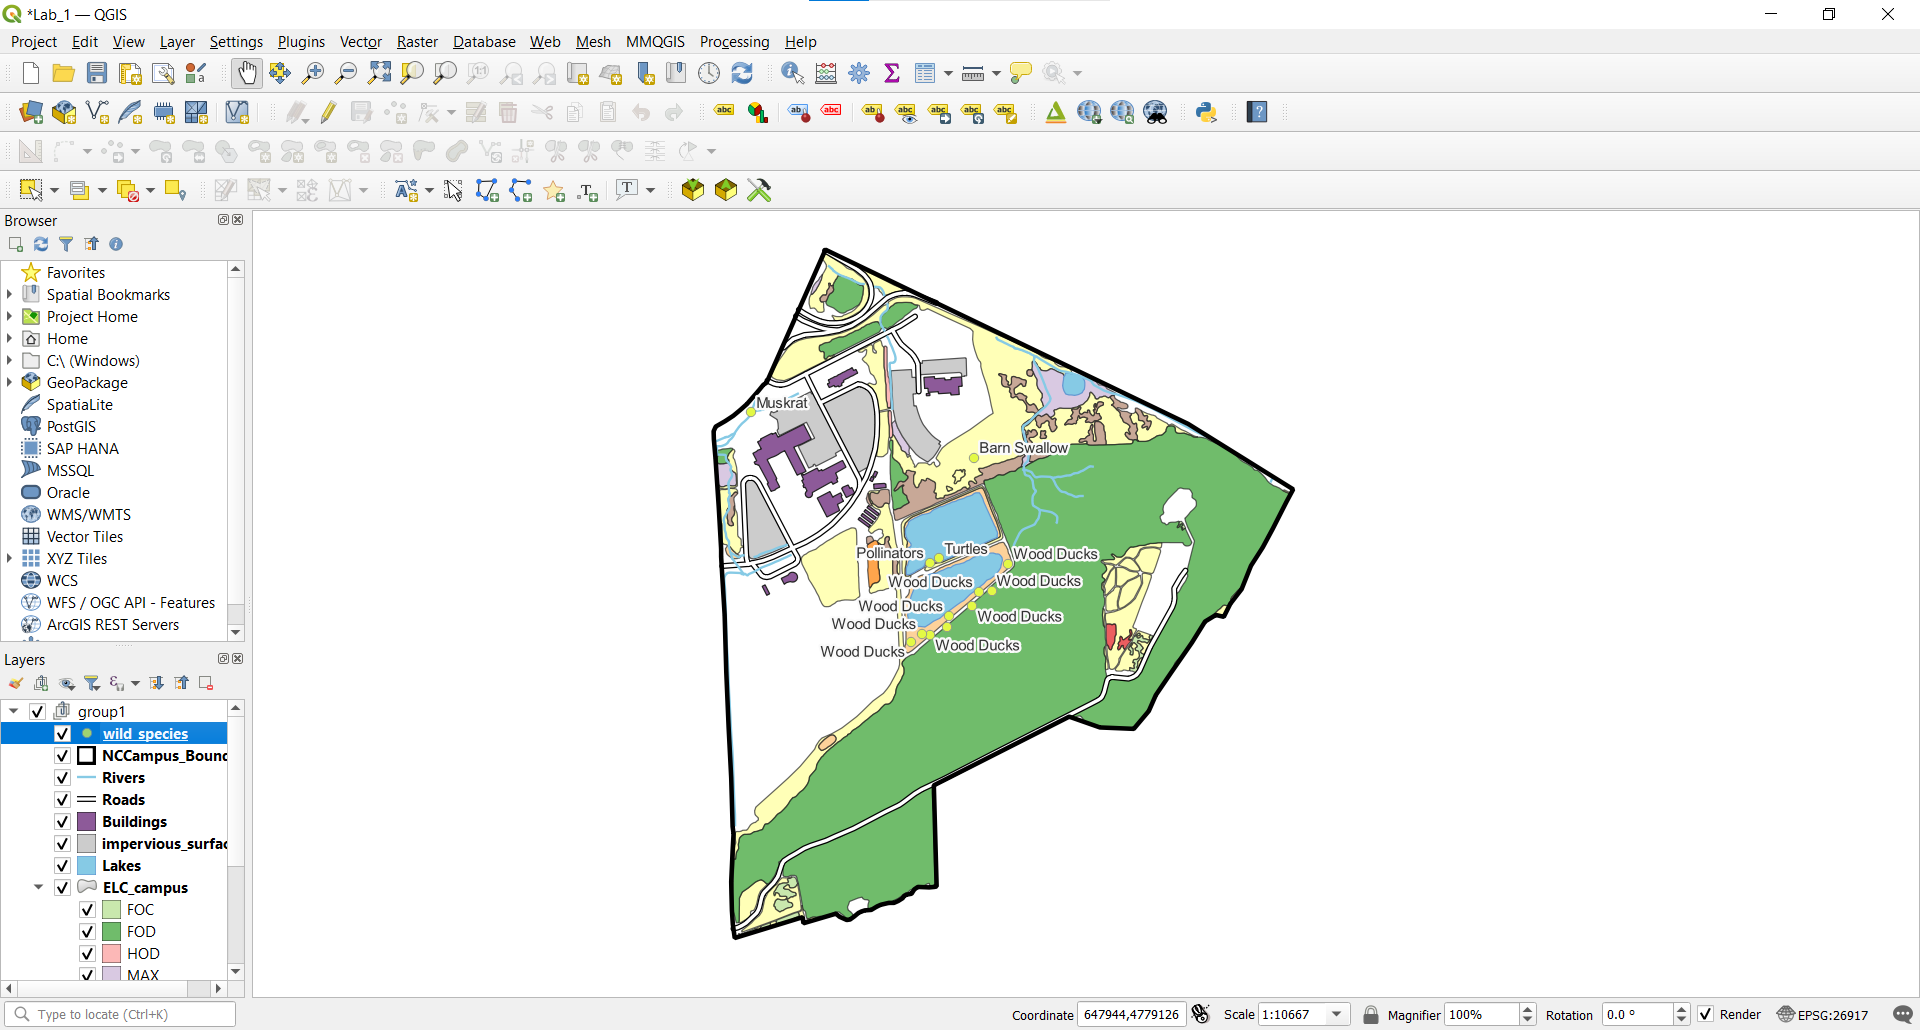 *Lab_1 — QGIS
Project Edit View Layer Settings Plugins Vector Raster Database Web Mesh MMQGIS Processing Help
Browser
Favorites
Spatial Bookmarks
Project Home
Home
C:\ (Windows)
GeoPackage
SpatiaLite
PostGIS
SAP HANA
MSSQL
Oracle
WMS/WMTS
Vector Tiles
XYZ Tiles
WCS
WFS / OGC API - Features
ArcGIS REST Servers
Layers
group1
wild_species
NCCampus_Bound
Rivers
Roads
Buildings
impervious_surfac
Lakes
ELC_campus
FOC
FOD
HOD
MAX
Muskrat
Barn Swallow
Pollinators
Turtles
Wood Ducks
Wood Ducks
Wood Ducks
Wood Ducks
Wood Ducks
Wood Ducks
Wood Ducks
Wood Ducks
Type to locate (Ctrl+K)
Coordinate 647944,4779126 Scale 1:10667 Magnifier 100% Rotation 0.0 ° Render EPSG:26917